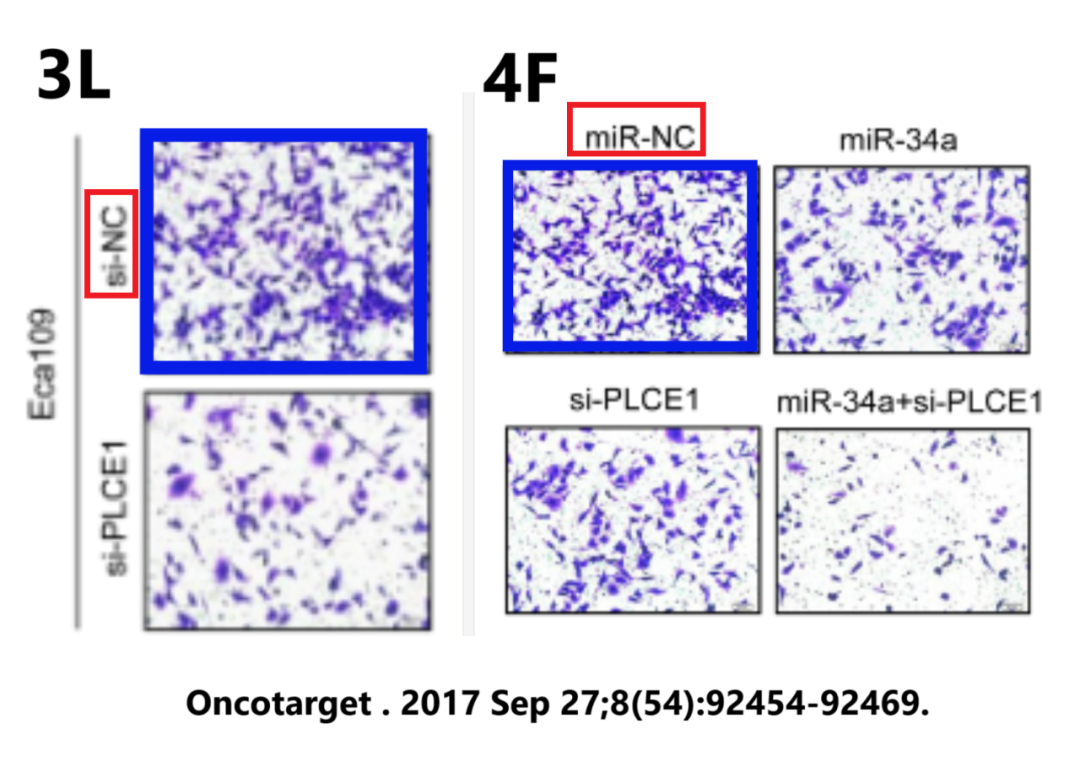 3L
4F
miR-NC
miR-34a
si-NC
Eca109
si-PLCE1
si-PLCE1
miR-34a+si-PLCE1
Oncotarget . 2017 Sep 27;8(54):92454-92469.